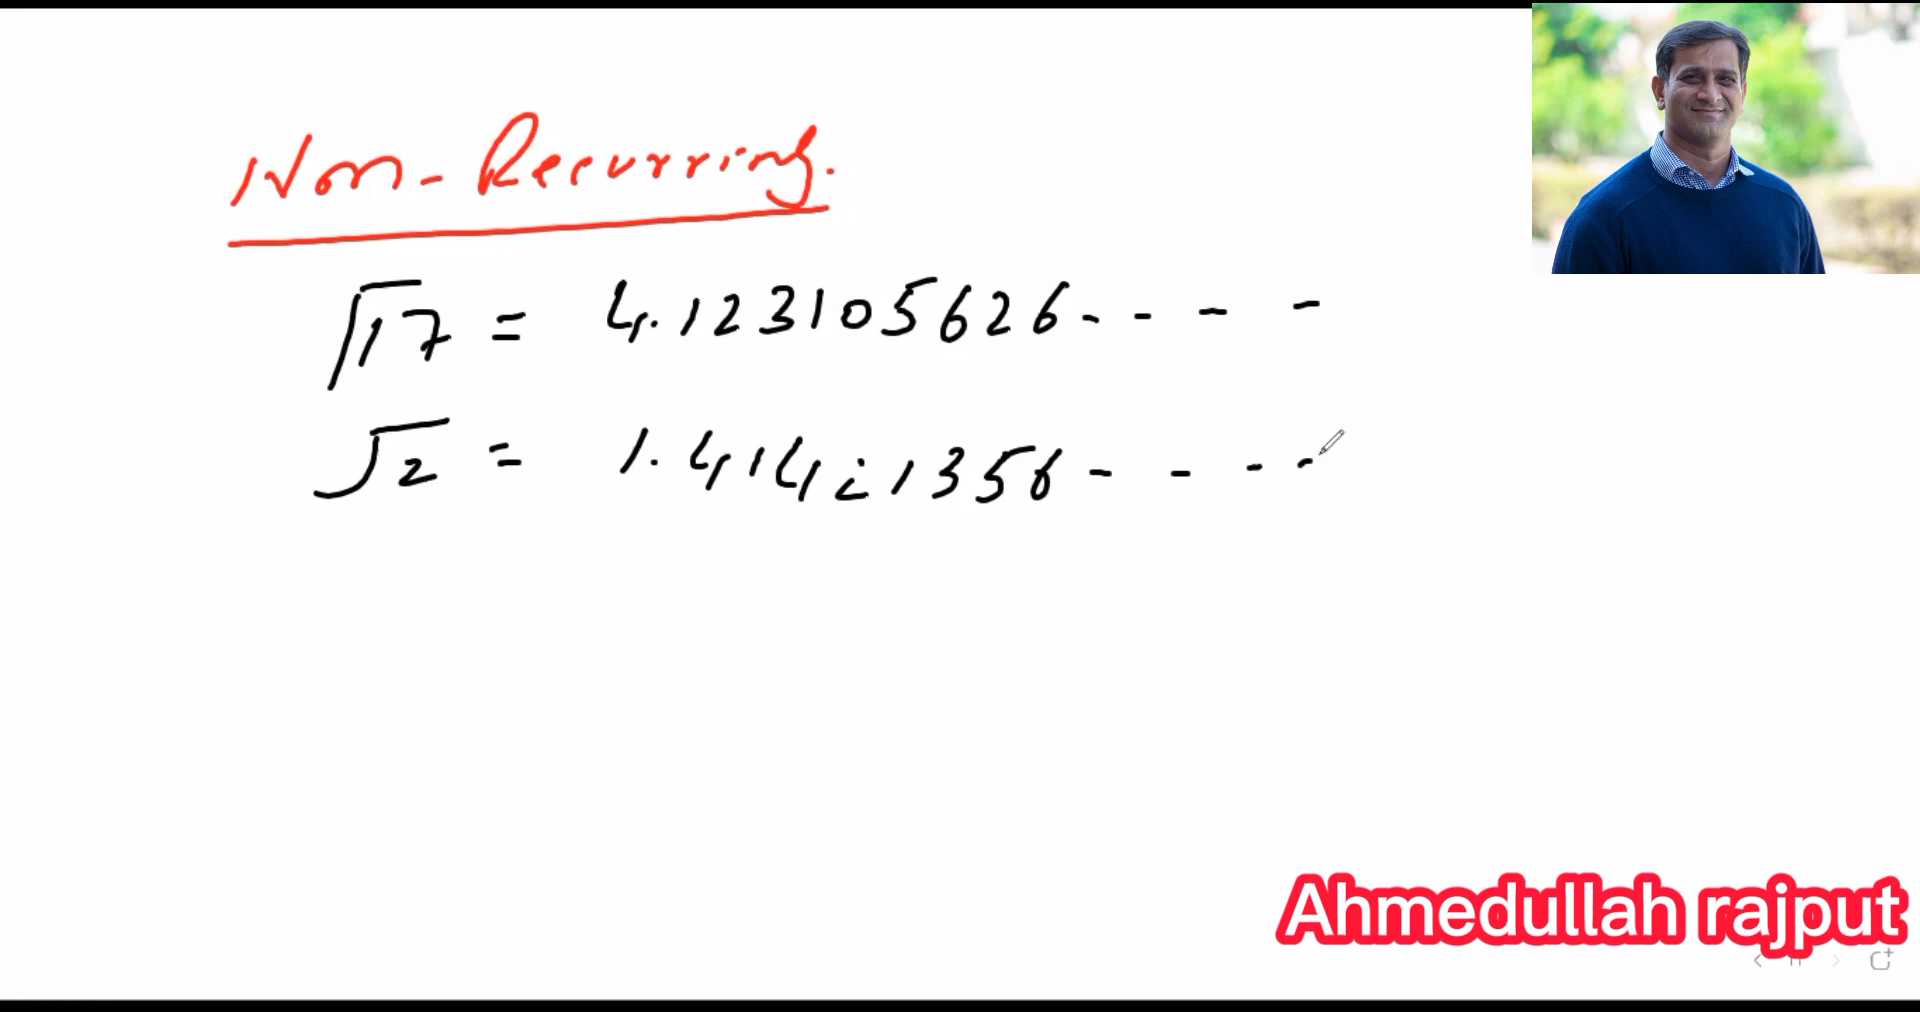 Non-Recurring.
√17 = 4.123105626- - - -
√2 = 1.41421356- - - -
Ahmedullah rajput